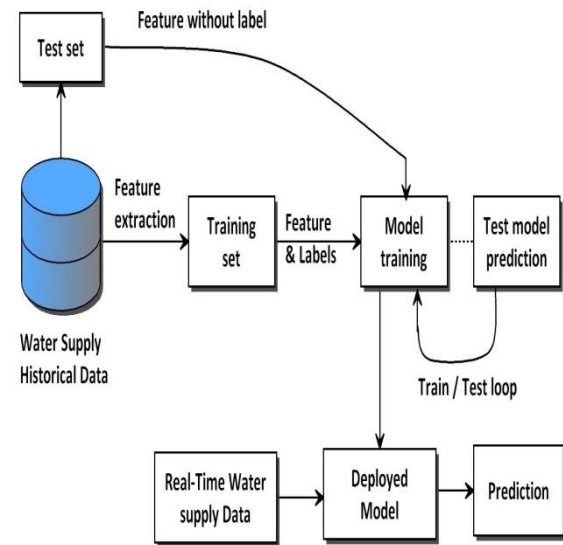 Feature without label
Test set
Feature
extraction
Training
set
Feature
& Labels
Model
training
Test model
prediction
Water Supply
Historical Data
Train / Test loop
Real-Time Water
supply Data
Deployed
Model
Prediction